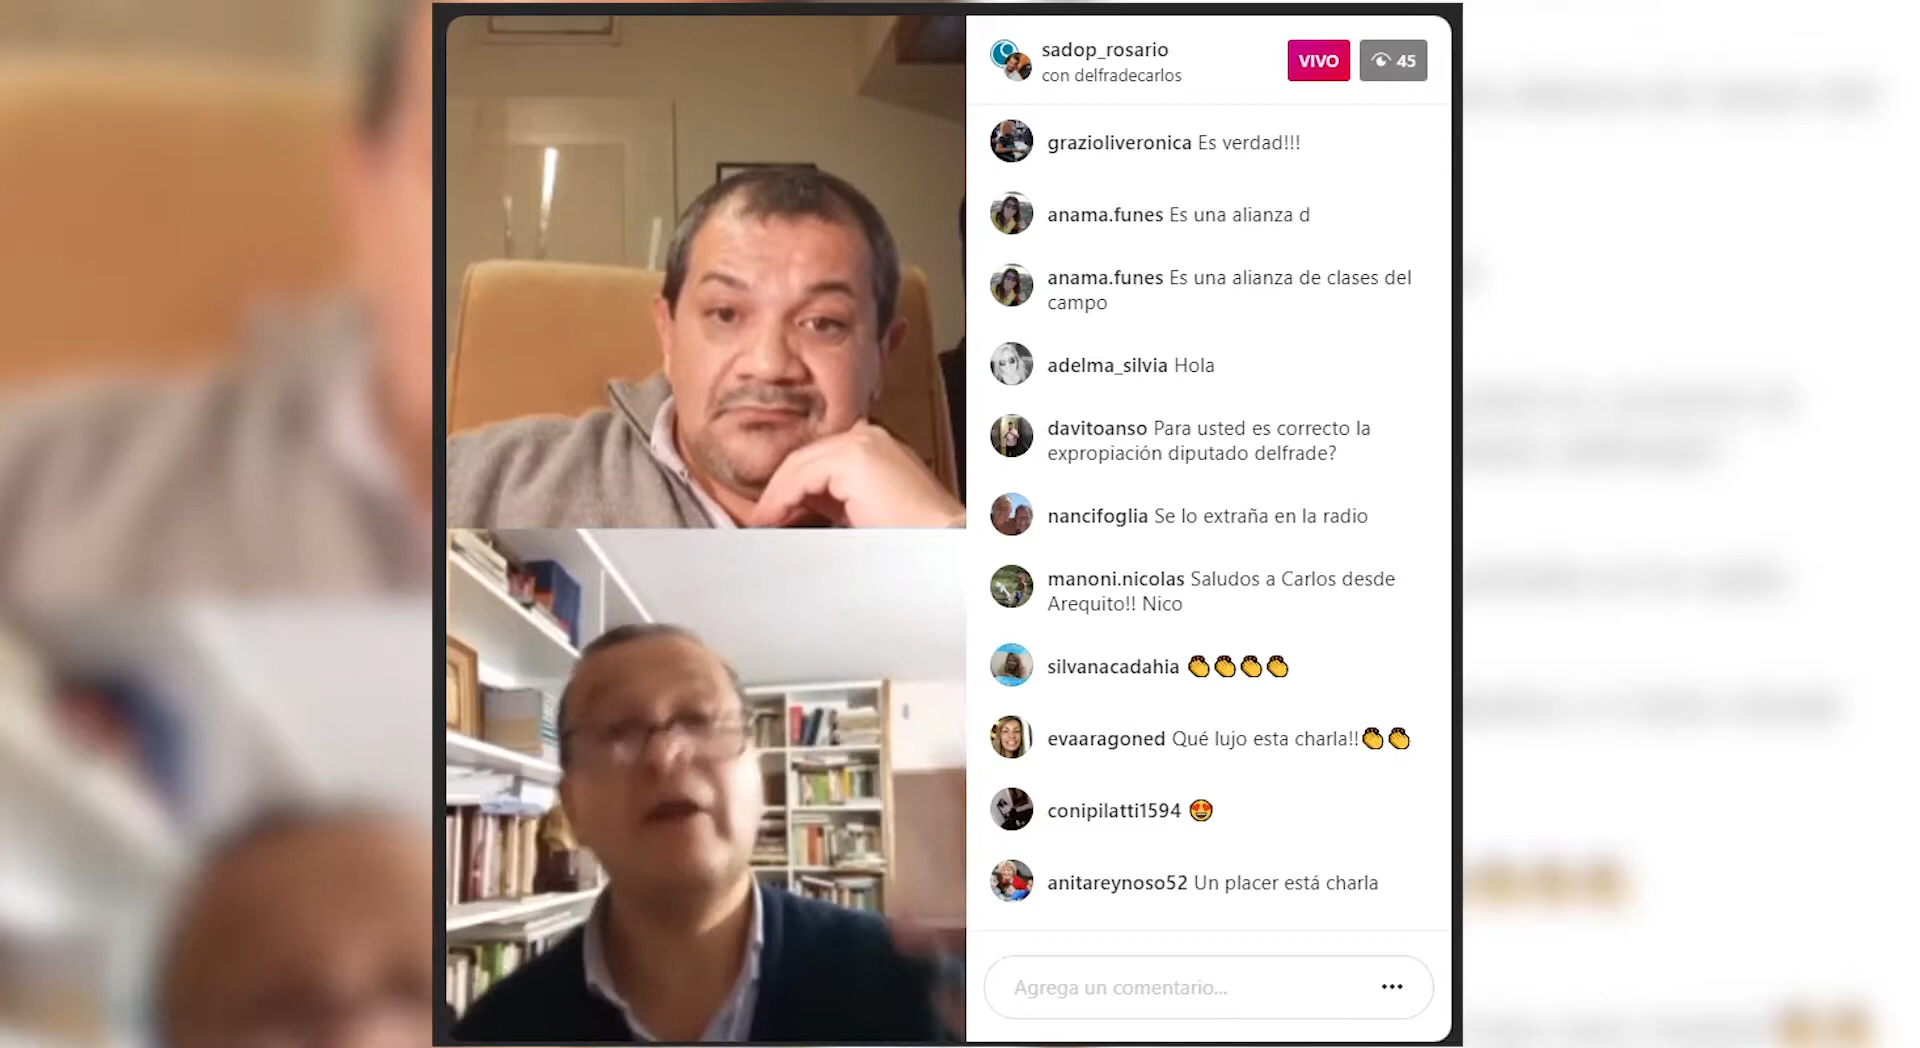 sadop_rosario
con delfradecarlos
VIVO
45
grazioliveronica Es verdad!!!
anama.funes Es una alianza d
anama.funes Es una alianza de clases del
campo
adelma_silvia Hola
davitoanso Para usted es correcto la
expropiación diputado delfrade?
nancifoglia Se lo extraña en la radio
manoni.nicolas Saludos a Carlos desde
Arequito!! Nico
silvanacadahia 👏👏👏👏
evaaragoned Qué lujo esta charla!!👏👏
conipilatti1594 😍
anitareynoso52 Un placer está charla
Agrega un comentario...